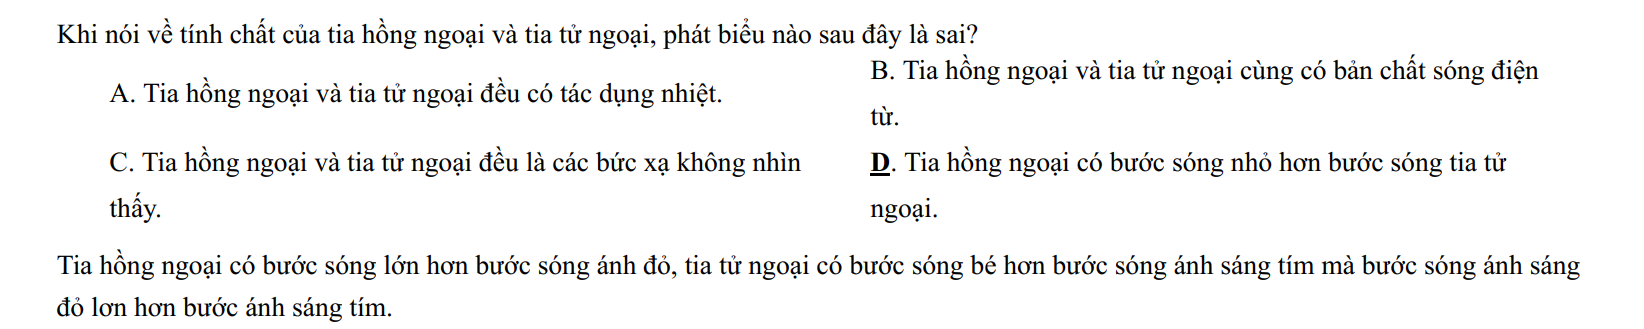 Khi nói về tính chất của tia hồng ngoại và tia tử ngoại, phát biểu nào sau đây là sai?
A. Tia hồng ngoại và tia tử ngoại đều có tác dụng nhiệt.
B. Tia hồng ngoại và tia tử ngoại cùng có bản chất sóng điện
từ.
C. Tia hồng ngoại và tia tử ngoại đều là các bức xạ không nhìn
thấy.
D. Tia hồng ngoại có bước sóng nhỏ hơn bước sóng tia tử
ngoại.
Tia hồng ngoại có bước sóng lớn hơn bước sóng ánh đỏ, tia tử ngoại có bước sóng bé hơn bước sóng ánh sáng tím mà bước sóng ánh sáng
đỏ lơn hơn bước ánh sáng tím.